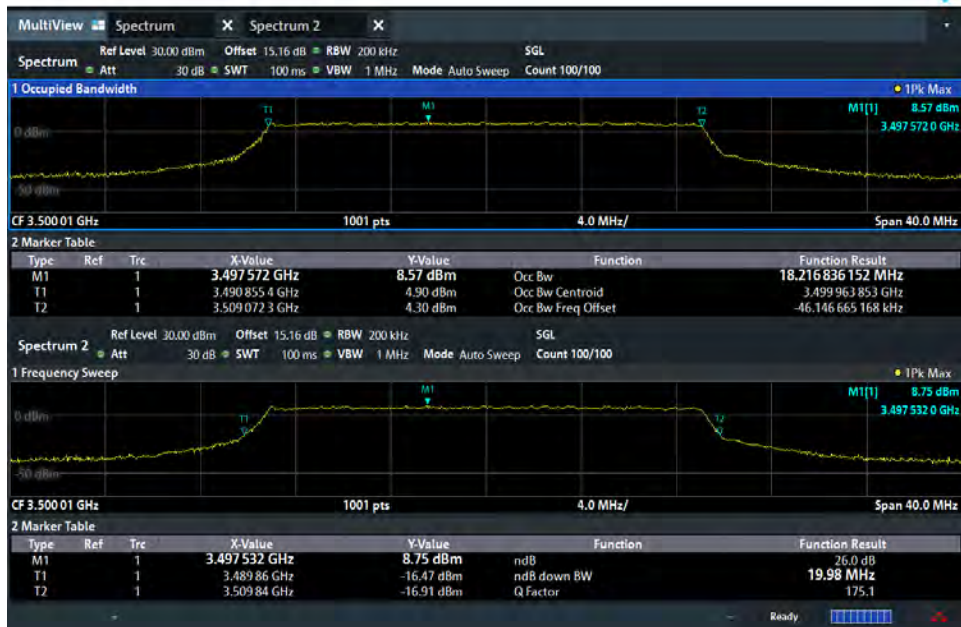 MultiView Spectrum X Spectrum 2 X
Spectrum Ref Level 30.00 dBm Offset 15.16 dB RBW 200 kHz SGL
Att 30 dB SWT 100 ms VBW 1 MHz Mode Auto Sweep Count 100/100
1 Occupied Bandwidth 1Pk Max
T1 M1 T2 M1[1] 8.57 dBm
3.497 572 0 GHz
0 dBm
-50 dBm
CF 3.500 01 GHz 1001 pts 4.0 MHz/ Span 40.0 MHz
2 Marker Table
Type Ref Trc X-Value Y-Value Function Function Result
M1 1 3.497 572 GHz 8.57 dBm Occ Bw 18.216 836 152 MHz
T1 1 3.490 855 4 GHz 4.90 dBm Occ Bw Centroid 3.499 963 853 GHz
T2 1 3.509 072 3 GHz 4.30 dBm Occ Bw Freq Offset -46.146 665 168 kHz
Spectrum 2 Ref Level 30.00 dBm Offset 15.16 dB RBW 200 kHz SGL
Att 30 dB SWT 100 ms VBW 1 MHz Mode Auto Sweep Count 100/100
1 Frequency Sweep 1Pk Max
M1 M1[1] 8.75 dBm
3.497 532 0 GHz
0 dBm
T1 T2
-50 dBm
CF 3.500 01 GHz 1001 pts 4.0 MHz/ Span 40.0 MHz
2 Marker Table
Type Ref Trc X-Value Y-Value Function Function Result
M1 1 3.497 532 GHz 8.75 dBm ndB 26.0 dB
T1 1 3.489 86 GHz -16.47 dBm ndB down BW 19.98 MHz
T2 1 3.509 84 GHz -16.91 dBm Q Factor 175.1
Ready